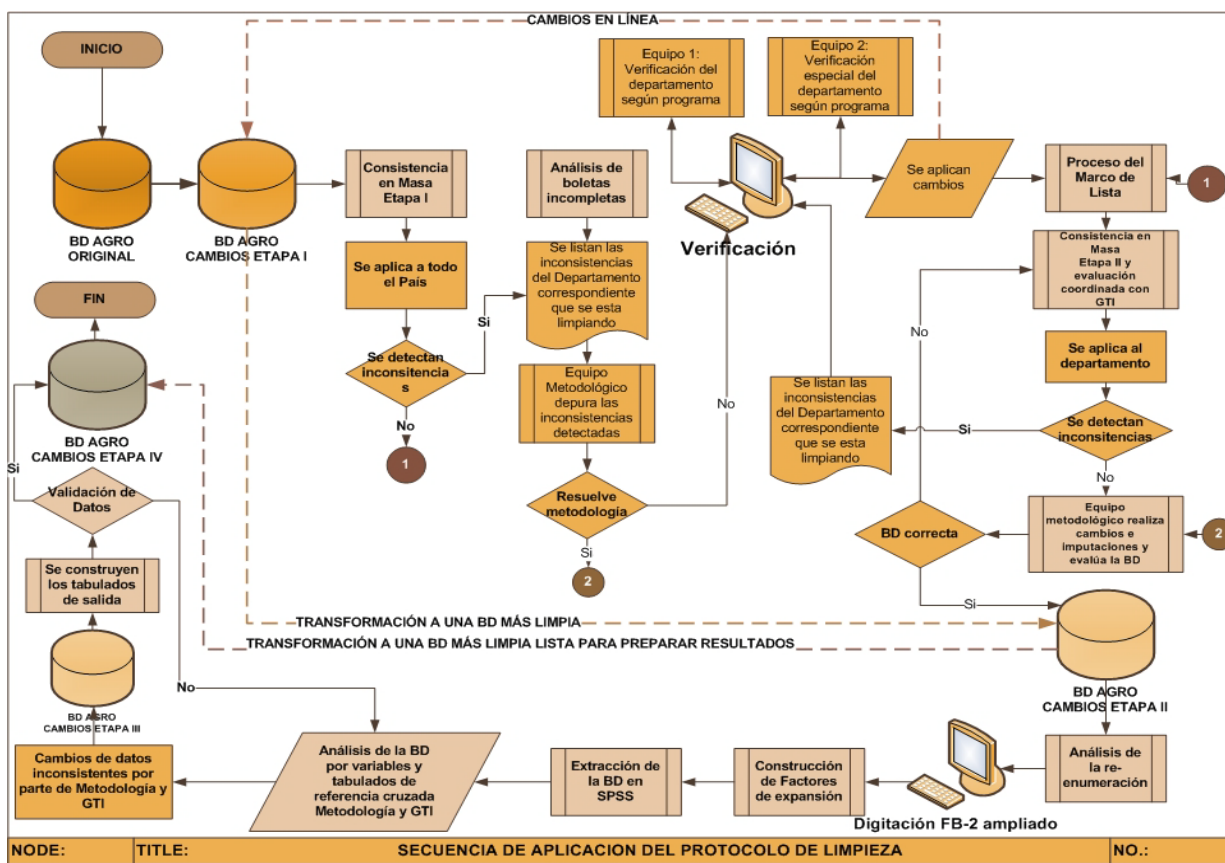 CAMBIOS EN LÍNEA
INICIO
BD AGRO
ORIGINAL
BD AGRO
CAMBIOS ETAPA I
Consistencia
en Masa
Etapa I
Se aplica a todo
el País
Se detectan
inconsitencia
s
Si
No
1
Análisis de
boletas
incompletas
Se listan las
inconsistencias
del Departamento
correspondiente
que se esta
limpiando
Equipo
Metodológico
depura las
inconsistencias
detectadas
Resuelve
metodología
No
Si
2
Equipo 1:
Verificación del
departamento
según programa
Equipo 2:
Verificación
especial del
departamento
según programa
Verificación
Se aplican
cambios
Proceso del
Marco de
Lista
1
Consistencia en
Masa
Etapa II y
evaluación
coordinada con
GTI
Se aplica al
departamento
Se detectan
inconsitencias
Si
No
Se listan las
inconsistencias
del Departamento
correspondiente
que se esta
limpiando
Equipo
metodológico realiza
cambios e
imputaciones y
evalúa la BD
2
BD correcta
No
Si
BD AGRO
CAMBIOS ETAPA II
FIN
BD AGRO
CAMBIOS ETAPA IV
Si
Validación de
Datos
No
Se construyen
los tabulados
de salida
BD AGRO
CAMBIOS ETAPA III
TRANSFORMACIÓN A UNA BD MÁS LIMPIA
TRANSFORMACIÓN A UNA BD MÁS LIMPIA LISTA PARA PREPARAR RESULTADOS
Cambios de datos
inconsistentes por
parte de Metodología y
GTI
Análisis de la BD
por variables y
tabulados de
referencia cruzada
Metodología y GTI
Extracción de
la BD en
SPSS
Construcción
de Factores
de expansión
Digitación FB-2 ampliado
Análisis de
la re-
enumeración
NODE:
TITLE:
SECUENCIA DE APLICACION DEL PROTOCOLO DE LIMPIEZA
NO.: